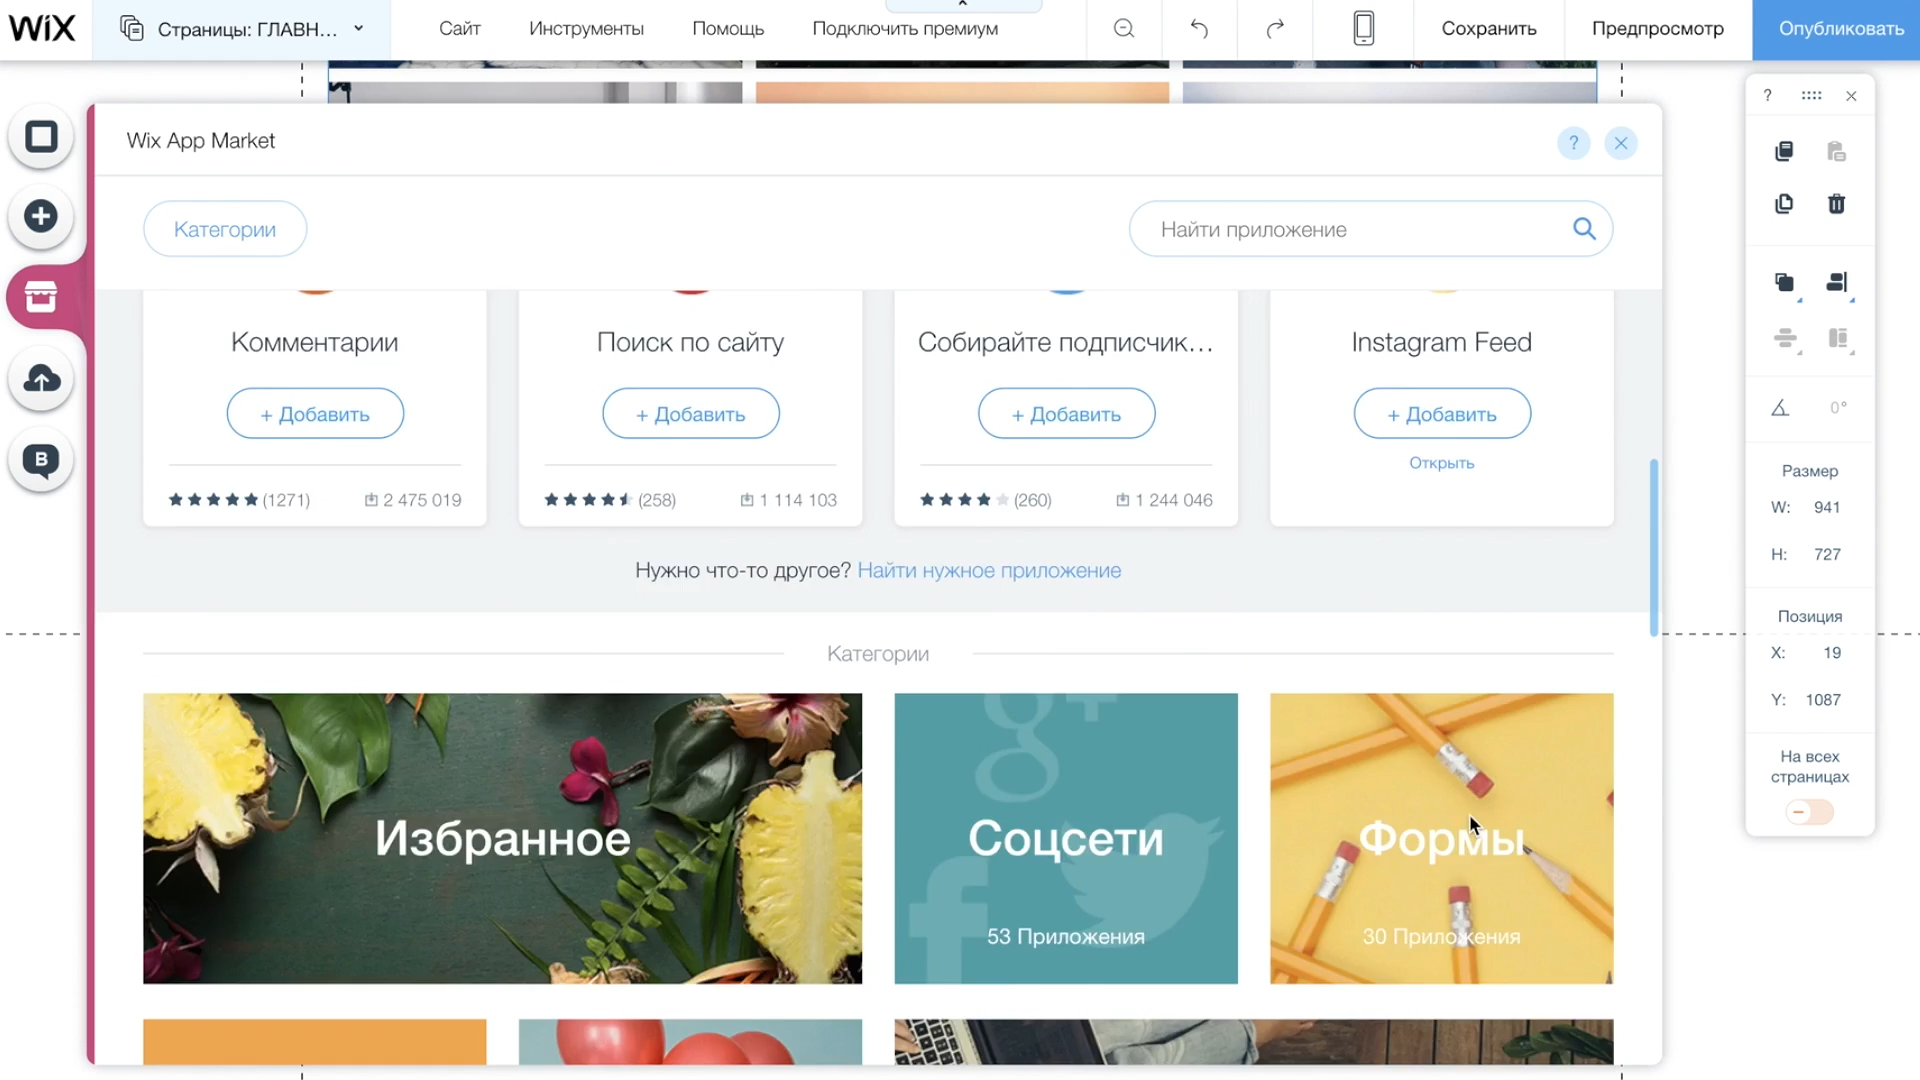 WiX
Страницы: ГЛАВН...
Сайт
Инструменты
Помощь
Подключить премиум
Сохранить
Предпросмотр
Опубликовать
Wix App Market
?
?
Категории
Найти приложение
Комментарии
Поиск по сайту
Собирайте подписчик...
Instagram Feed
+ Добавить
+ Добавить
+ Добавить
+ Добавить
Открыть
(1271)
2 475 019
(258)
1 114 103
(260)
1 244 046
Нужно что-то другое? Найти нужное приложение
Категории
Избранное
Соцсети
53 Приложения
Формы
30 Приложения
B
0°
Размер
W: 941
H: 727
Позиция
X: 19
Y: 1087
На всех
страницах